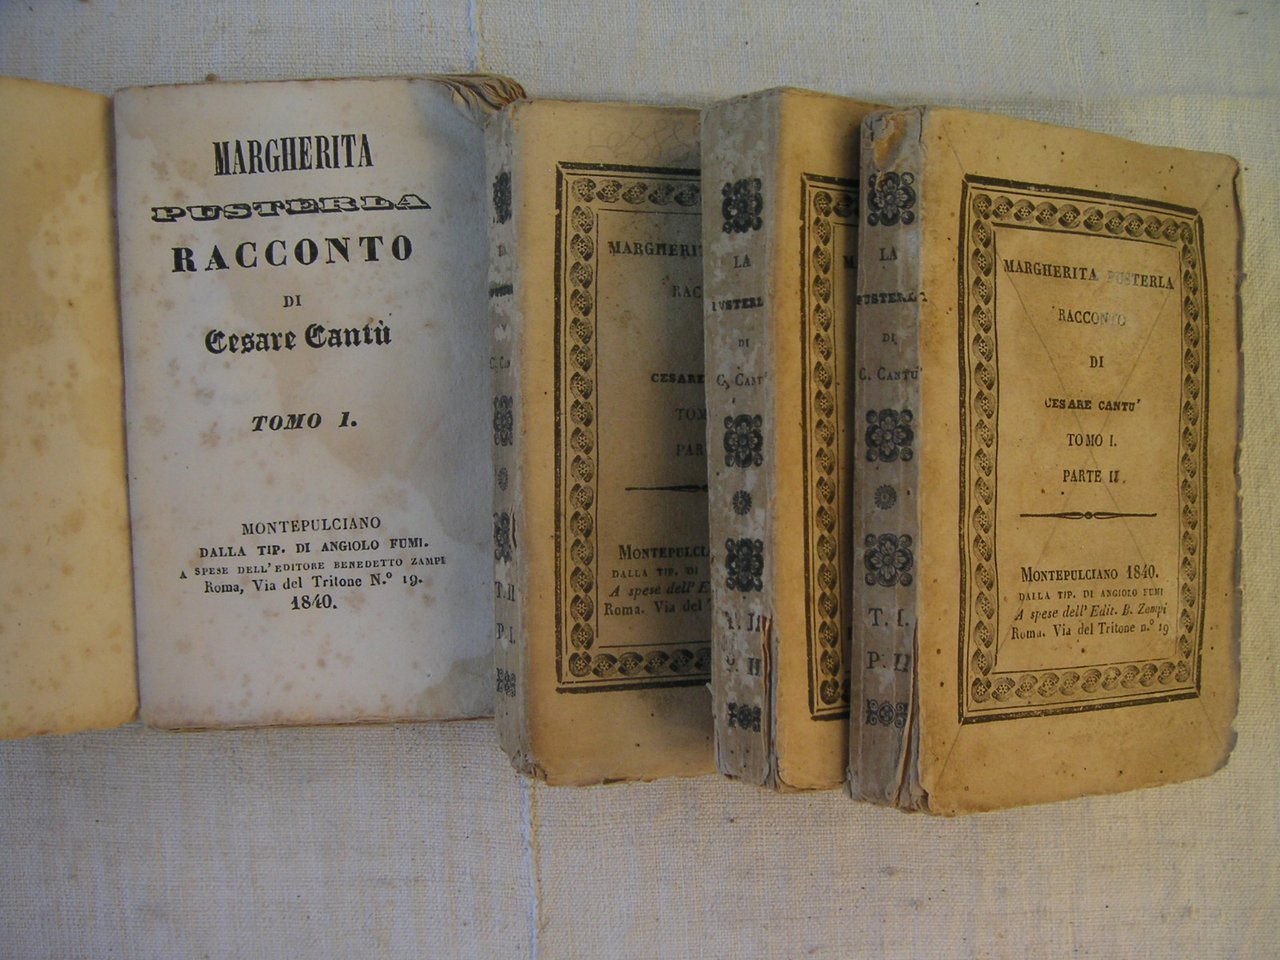 MARGHERITA
PUSTERLA
RACCONTO
DI
Cesare Cantù
TOMO I.
MONTEPULCIANO
DALLA TIP. DI ANGIOLO FUMI.
A SPESE DELL'EDITORE BENEDETTO ZAMPI
Roma, Via del Tritone N.º 19.
1840.
T. II
P. I.
MARGHERITA
RAC
CESARE
TOM
PAR
MONTEPULCI
DALLA TIP. DI
A spese dell' E
Roma. Via del T
LA
PUSTERL
DI
C. CANT'
T. II
P. II
LA
PUSTERLA
DI
C. CANTU'
T. I.
P. II
MARGHERITA PUSTERLA
RACCONTO
DI
CESARE CANTU'
TOMO I.
PARTE II.
MONTEPULCIANO 1840.
DALLA TIP. DI ANGIOLO FUMI
A spese dell' Edit. B. Zampi
Roma. Via del Tritone n.º 19